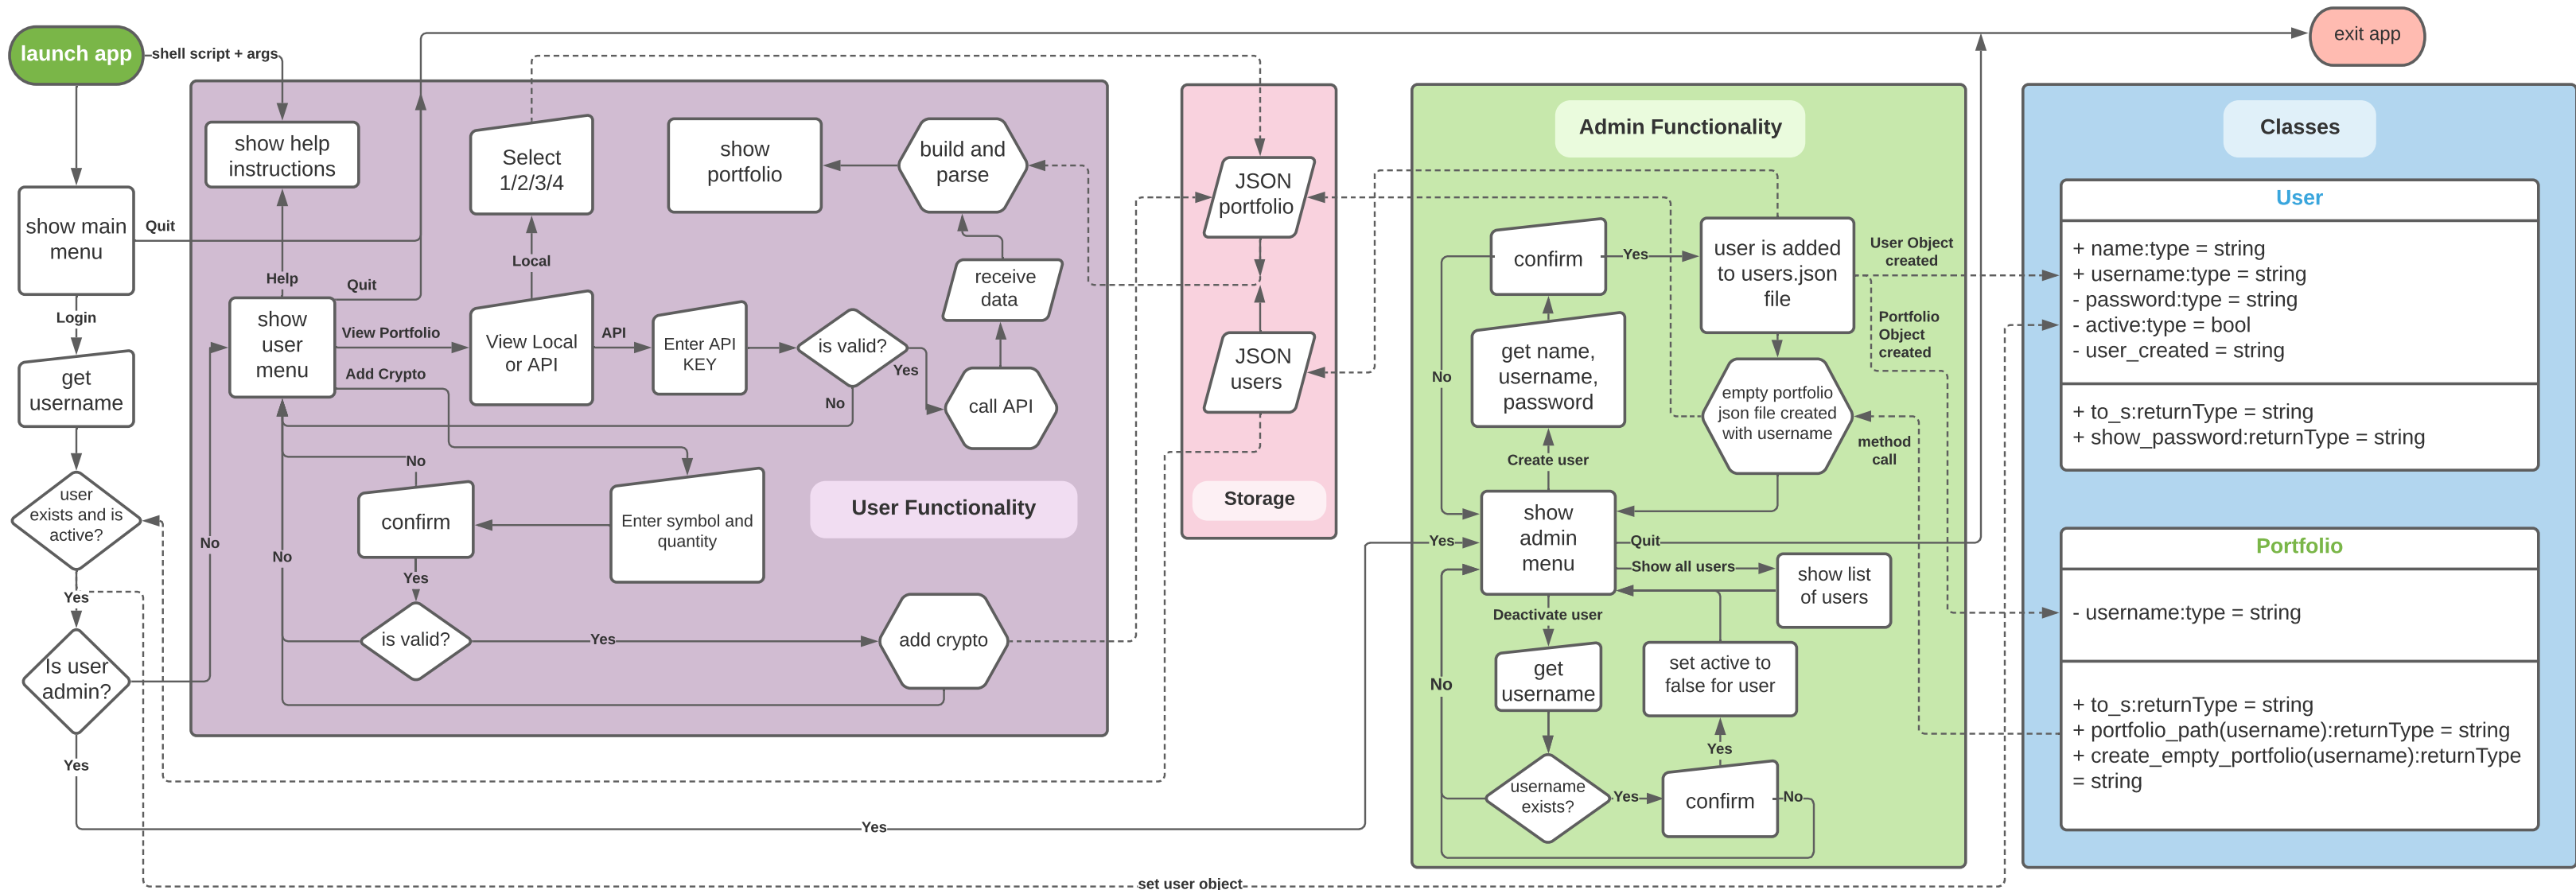 launch app
shell script + args
exit app
show main
menu
Quit
Login
get
username
user
exists and is
active?
Yes
Is user
admin?
No
Yes
Yes
set user object
show help
instructions
Help
Quit
show
user
menu
View Portfolio
Add Crypto
Select
1/2/3/4
Local
View Local
or API
API
Enter API
KEY
is valid?
Yes
No
call API
receive
data
build and
parse
show
portfolio
No
confirm
Enter symbol and
quantity
Yes
No
is valid?
Yes
add crypto
User Functionality
JSON
portfolio
JSON
users
Storage
Admin Functionality
confirm
Yes
user is added
to users.json
file
User Object
created
Portfolio
Object
created
No
get name,
username,
password
empty portfolio
json file created
with username
method
call
Create user
show
admin
menu
Yes
Quit
Show all users
show list
of users
Deactivate user
get
username
set active to
false for user
No
Yes
username
exists?
Yes
confirm
No
Classes
User
+ name:type = string
+ username:type = string
- password:type = string
- active:type = bool
- user_created = string
+ to_s:returnType = string
+ show_password:returnType = string
Portfolio
- username:type = string
+ to_s:returnType = string
+ portfolio_path(username):returnType = string
+ create_empty_portfolio(username):returnType
= string